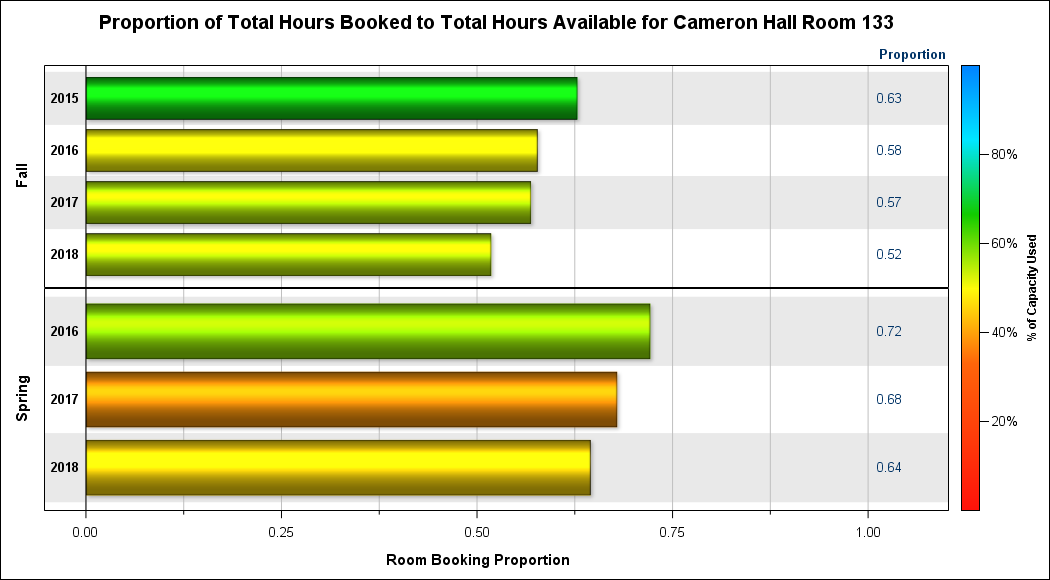 Proportion of Total Hours Booked to Total Hours Available for Cameron Hall Room 133
Proportion
Fall
2015 0.63
2016 0.58
2017 0.57
2018 0.52
Spring
2016 0.72
2017 0.68
2018 0.64
0.00 0.25 0.50 0.75 1.00
Room Booking Proportion
80%
60%
40%
20%
% of Capacity Used